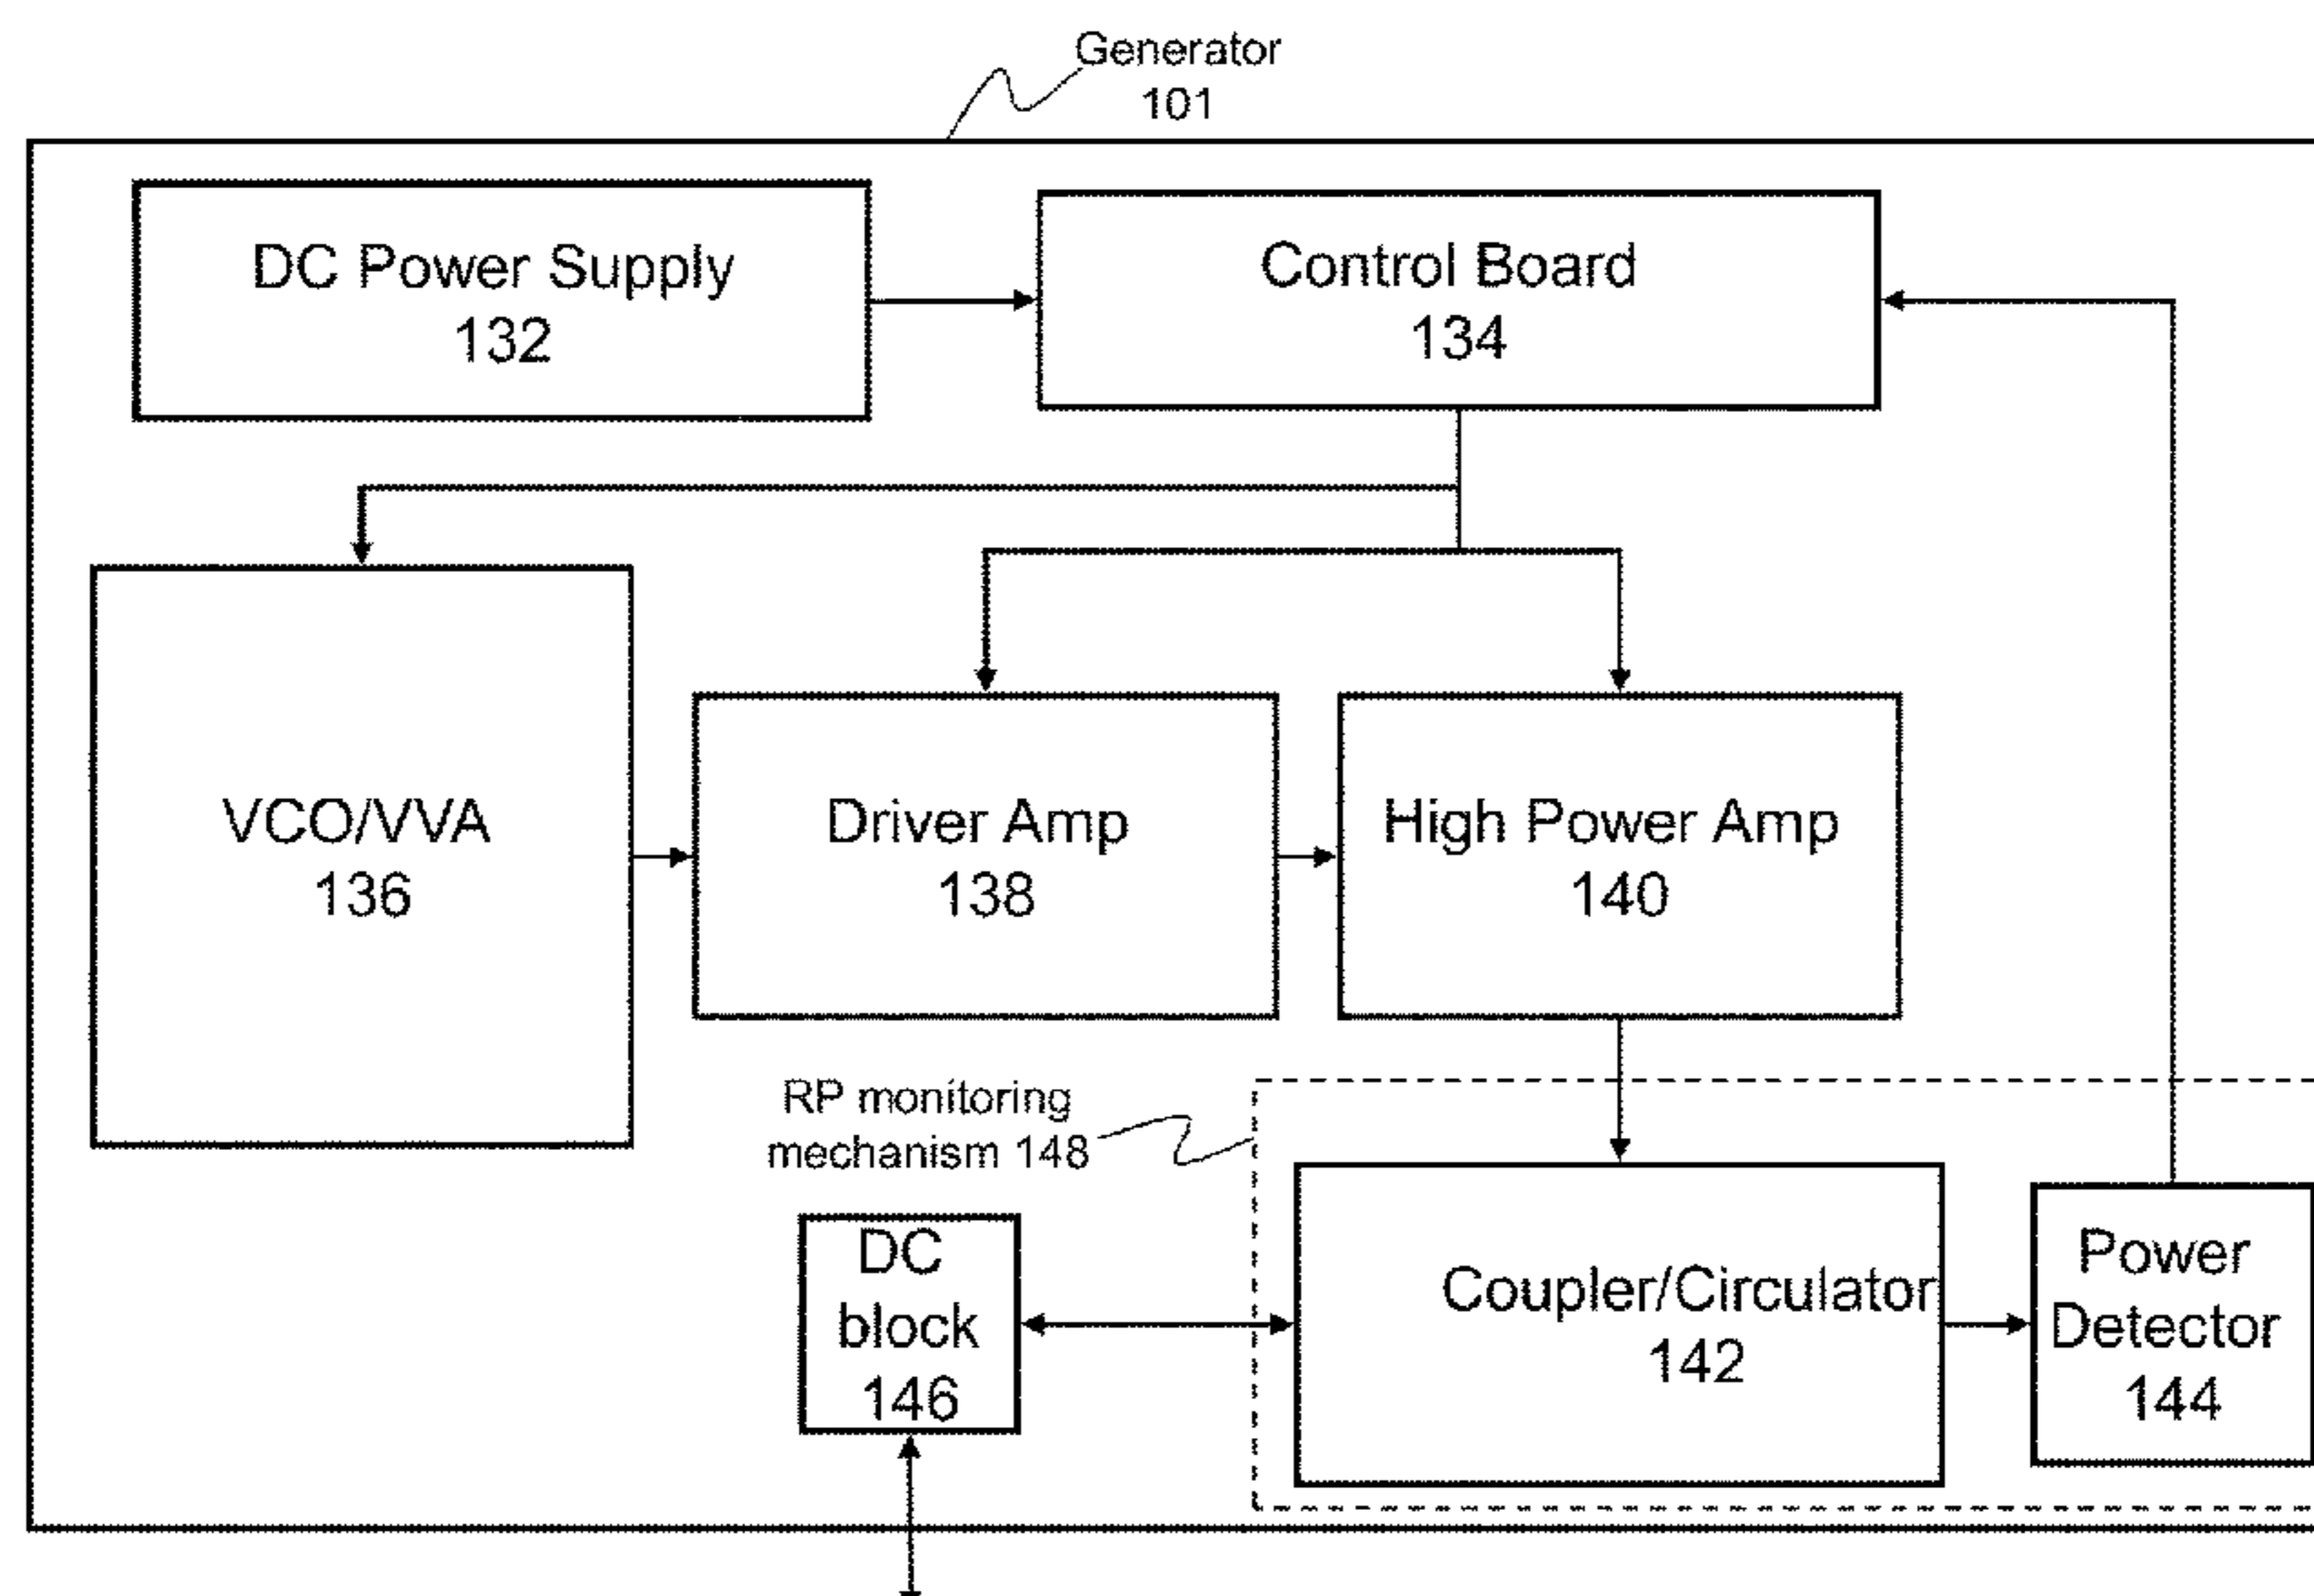 Generator
101
DC Power Supply
132
Control Board
134
VCO/VVA
136
Driver Amp
138
High Power Amp
140
RP monitoring
mechanism 148
DC
block
146
Coupler/Circulator
142
Power
Detector
144